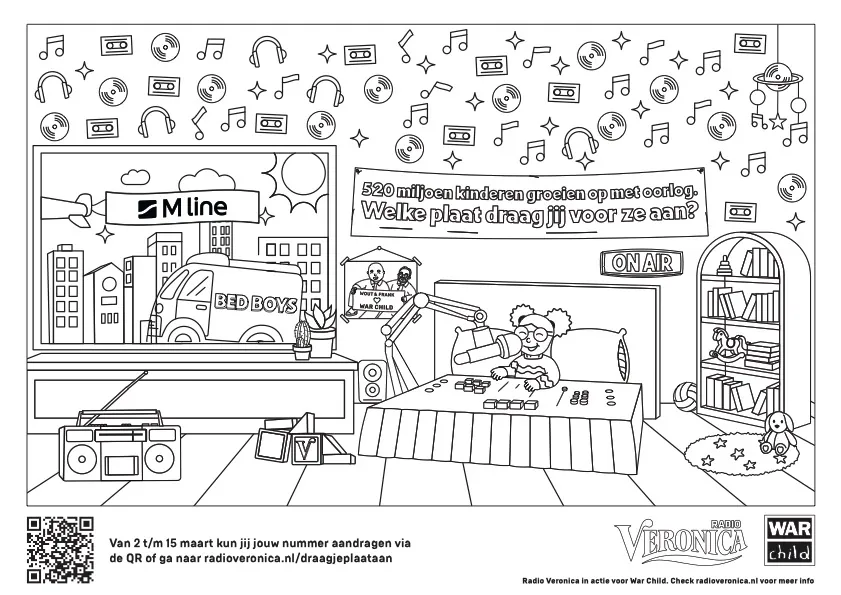 520 miljoen kinderen groeien op met oorlog.
Welke plaat draag jij voor ze aan?
M line
ON AIR
BED BOYS
WOUT & FRANK
WAR CHILD
V
Van 2 t/m 15 maart kun jij jouw nummer aandragen via
de QR of ga naar radioveronica.nl/draagjeplaataan
RADIO
VERONICA
WAR
child
Radio Veronica in actie voor War Child. Check radioveronica.nl voor meer info